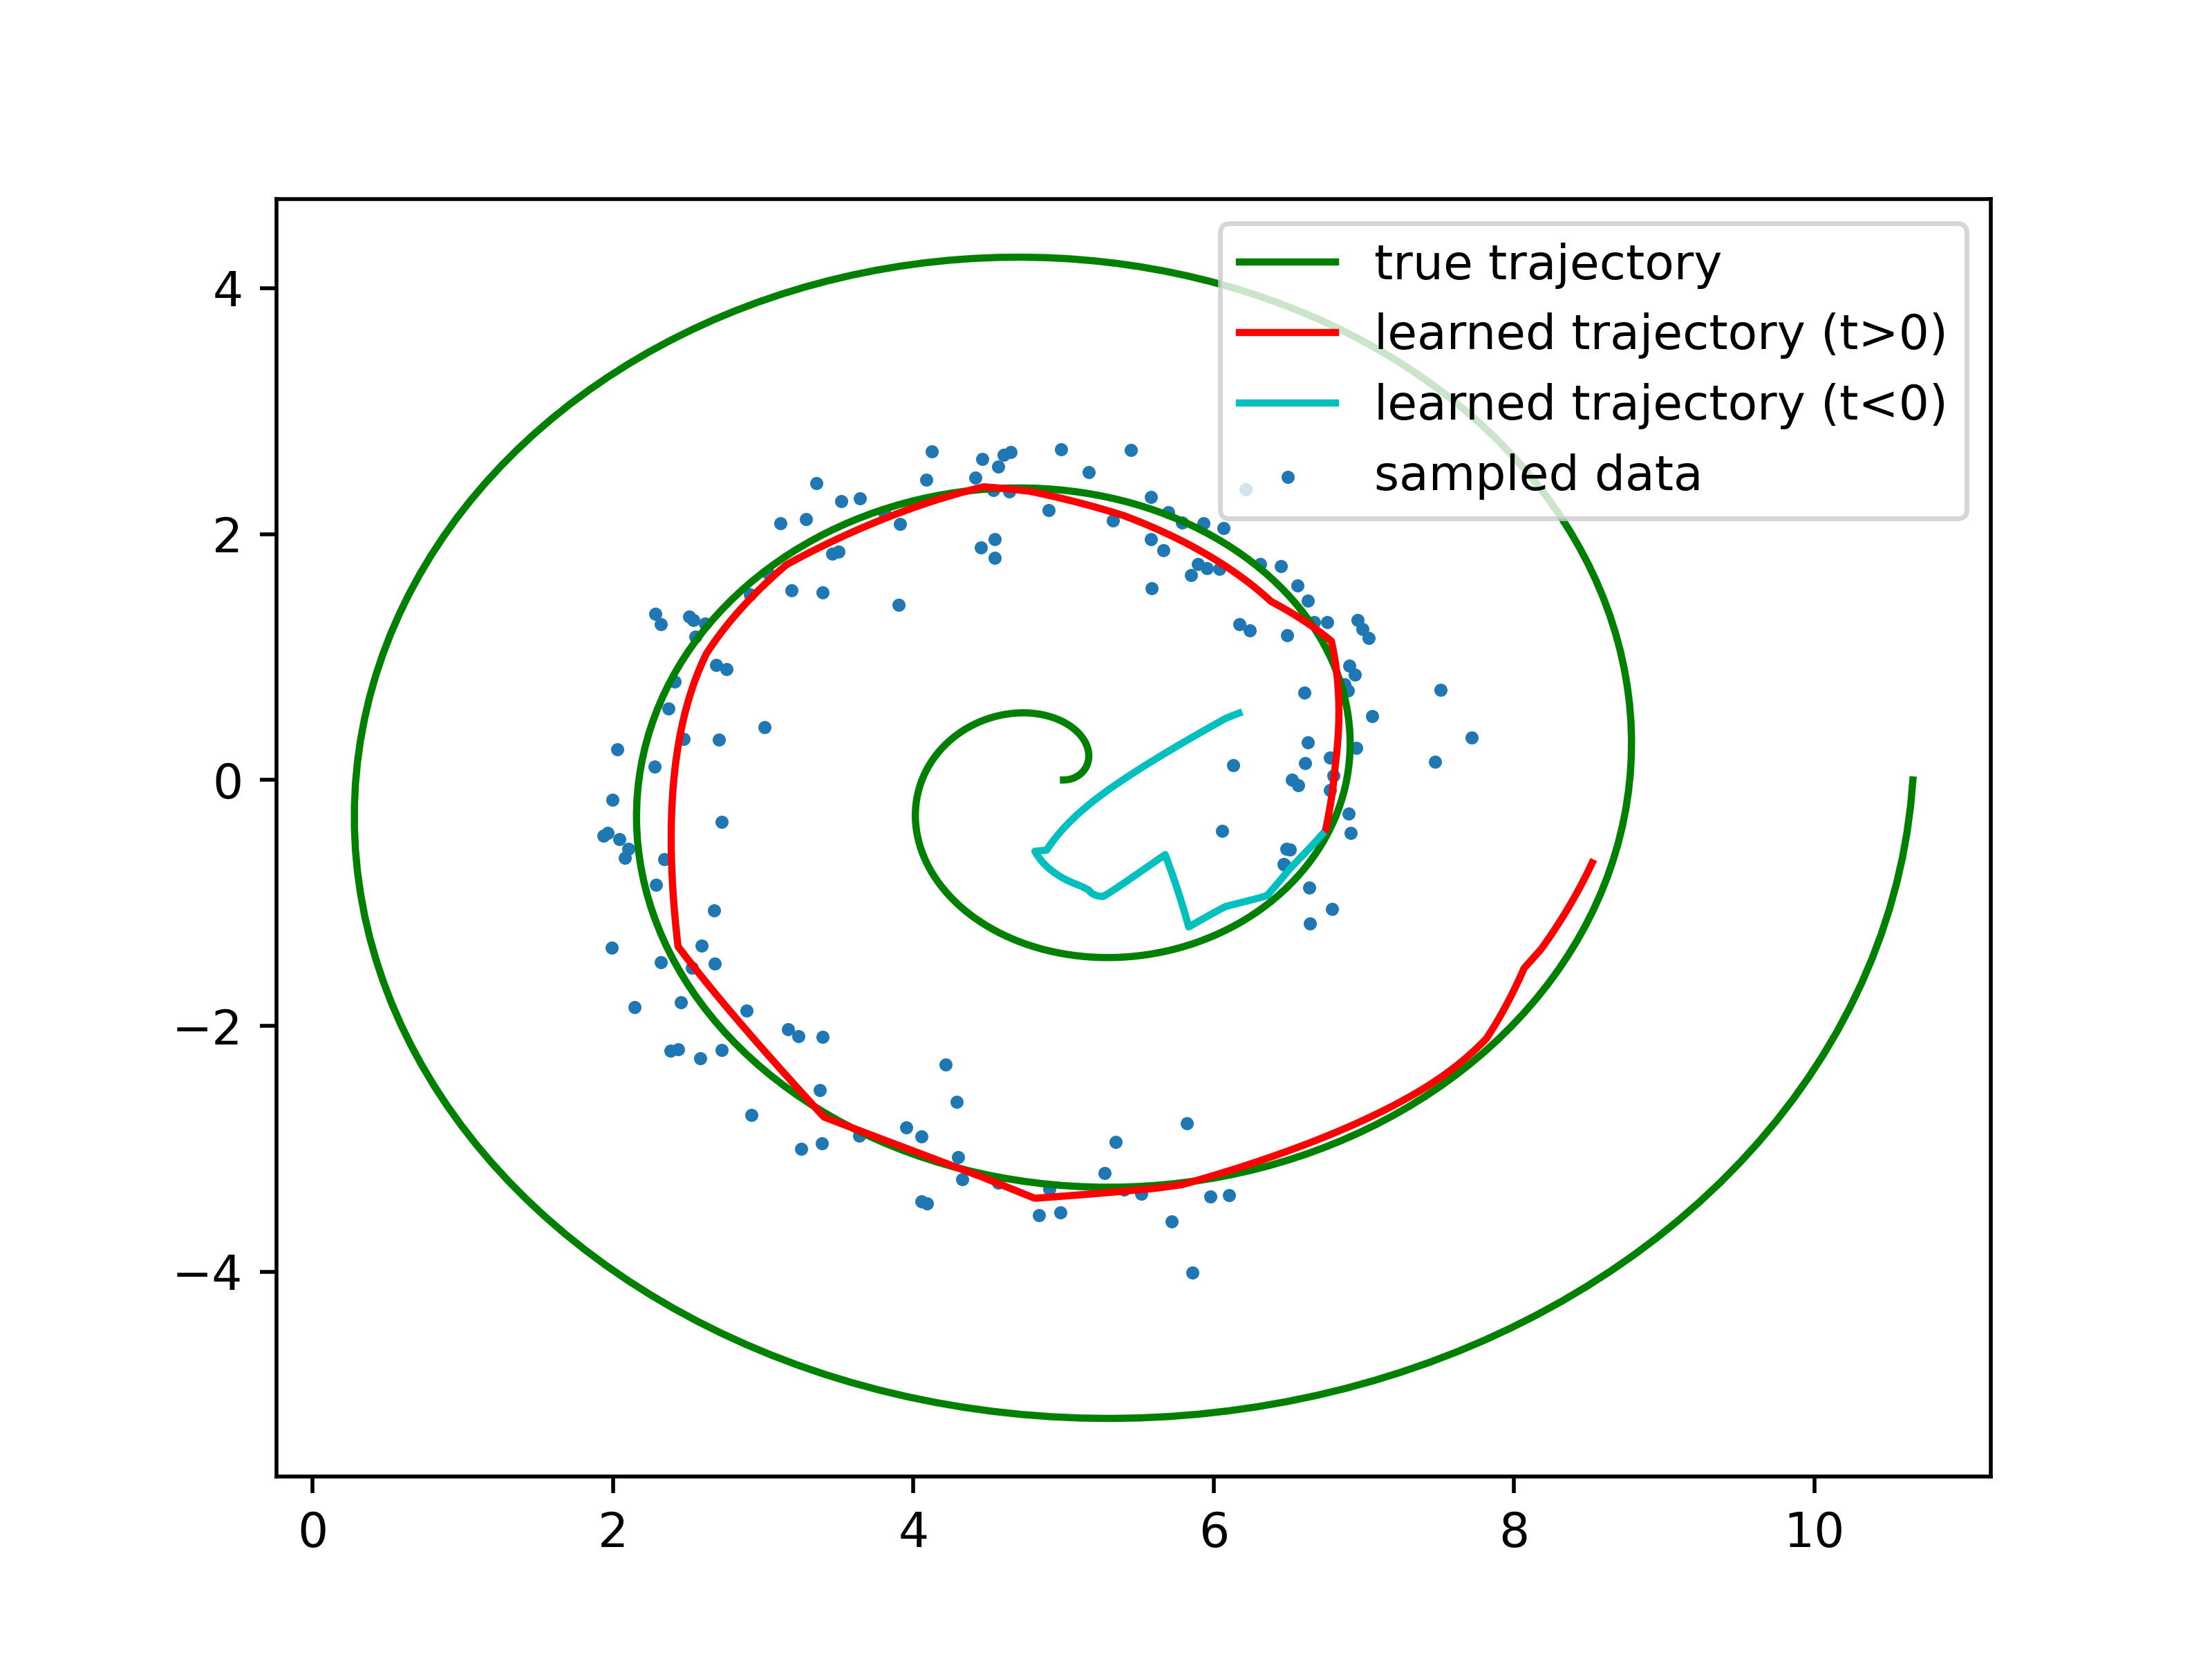 true trajectory
learned trajectory (t>0)
learned trajectory (t<0)
sampled data
4
2
0
−2
−4
0 2 4 6 8 10